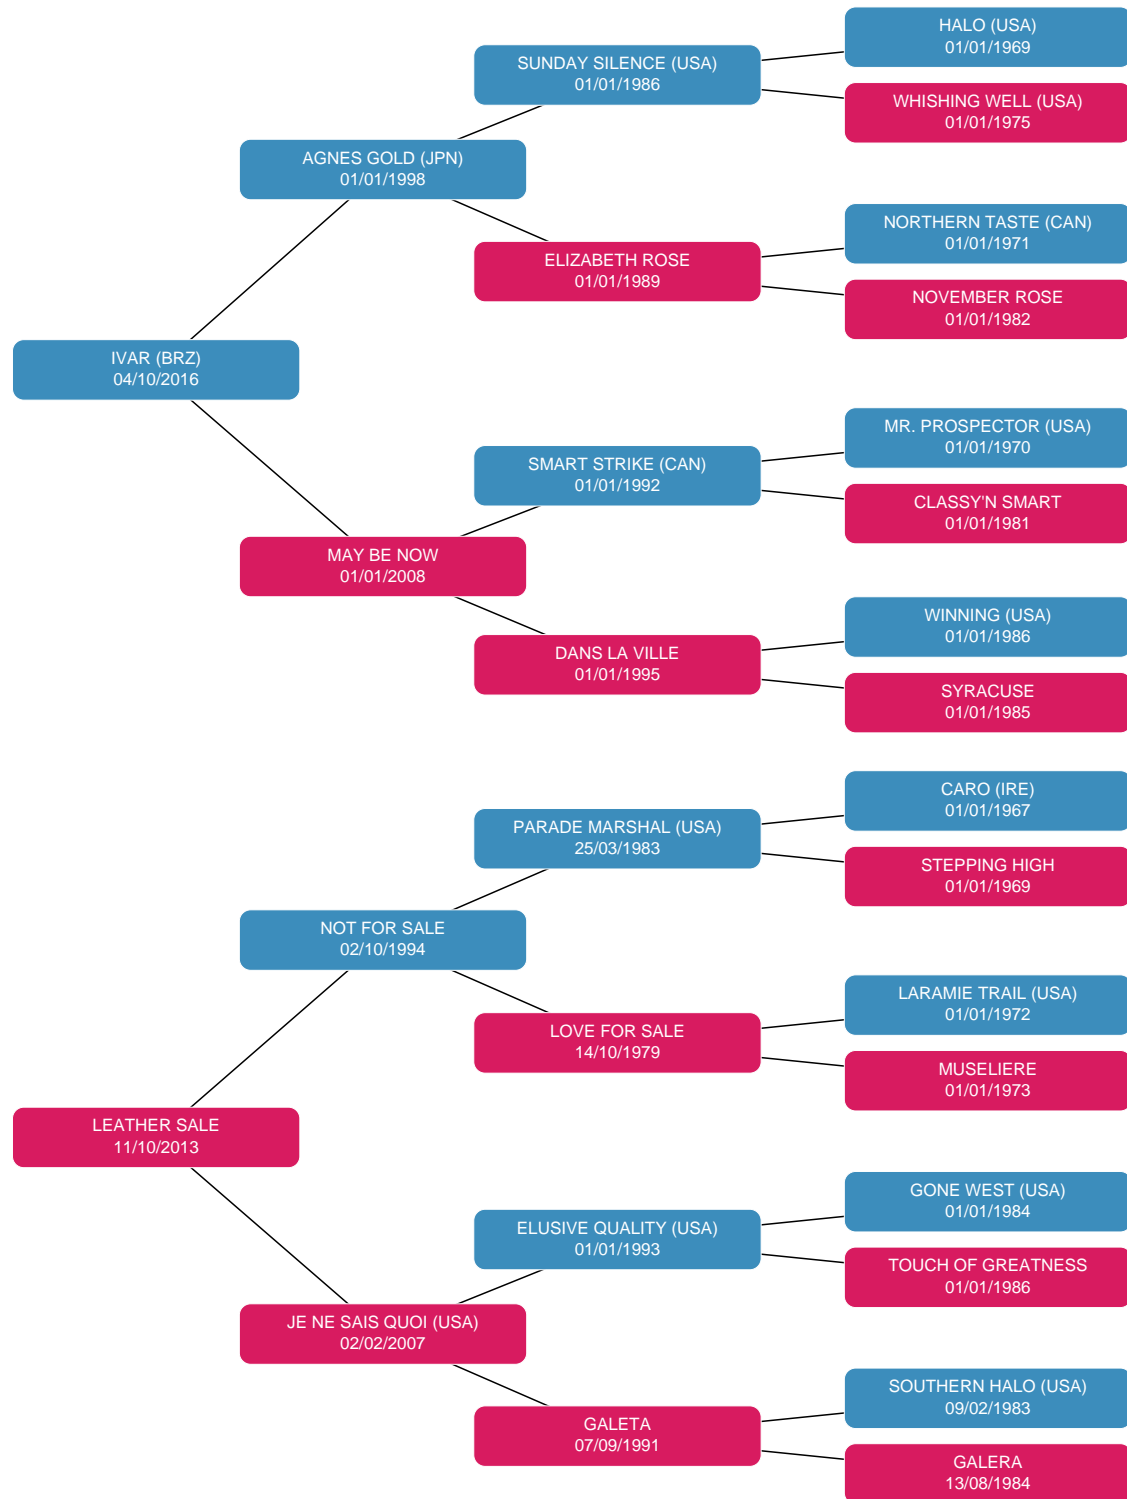 HALO (USA)
01/01/1969
SUNDAY SILENCE (USA)
01/01/1986
WHISHING WELL (USA)
01/01/1975
AGNES GOLD (JPN)
01/01/1998
NORTHERN TASTE (CAN)
01/01/1971
ELIZABETH ROSE
01/01/1989
NOVEMBER ROSE
01/01/1982
IVAR (BRZ)
04/10/2016
MR. PROSPECTOR (USA)
01/01/1970
SMART STRIKE (CAN)
01/01/1992
CLASSY'N SMART
01/01/1981
MAY BE NOW
01/01/2008
WINNING (USA)
01/01/1986
DANS LA VILLE
01/01/1995
SYRACUSE
01/01/1985
CARO (IRE)
01/01/1967
PARADE MARSHAL (USA)
25/03/1983
STEPPING HIGH
01/01/1969
NOT FOR SALE
02/10/1994
LARAMIE TRAIL (USA)
01/01/1972
LOVE FOR SALE
14/10/1979
MUSELIERE
01/01/1973
LEATHER SALE
11/10/2013
GONE WEST (USA)
01/01/1984
ELUSIVE QUALITY (USA)
01/01/1993
TOUCH OF GREATNESS
01/01/1986
JE NE SAIS QUOI (USA)
02/02/2007
SOUTHERN HALO (USA)
09/02/1983
GALETA
07/09/1991
GALERA
13/08/1984